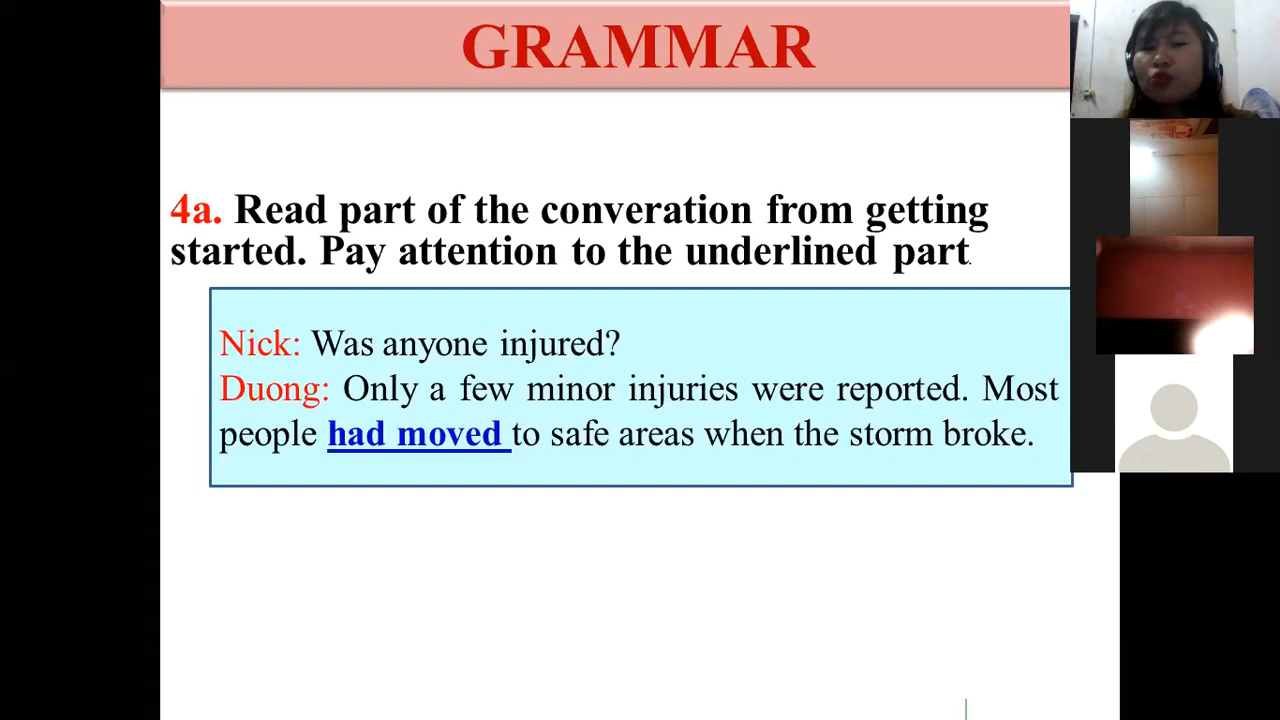 GRAMMAR
4a. Read part of the converation from getting
started. Pay attention to the underlined part.
Nick: Was anyone injured?
Duong: Only a few minor injuries were reported. Most
people had moved to safe areas when the storm broke.